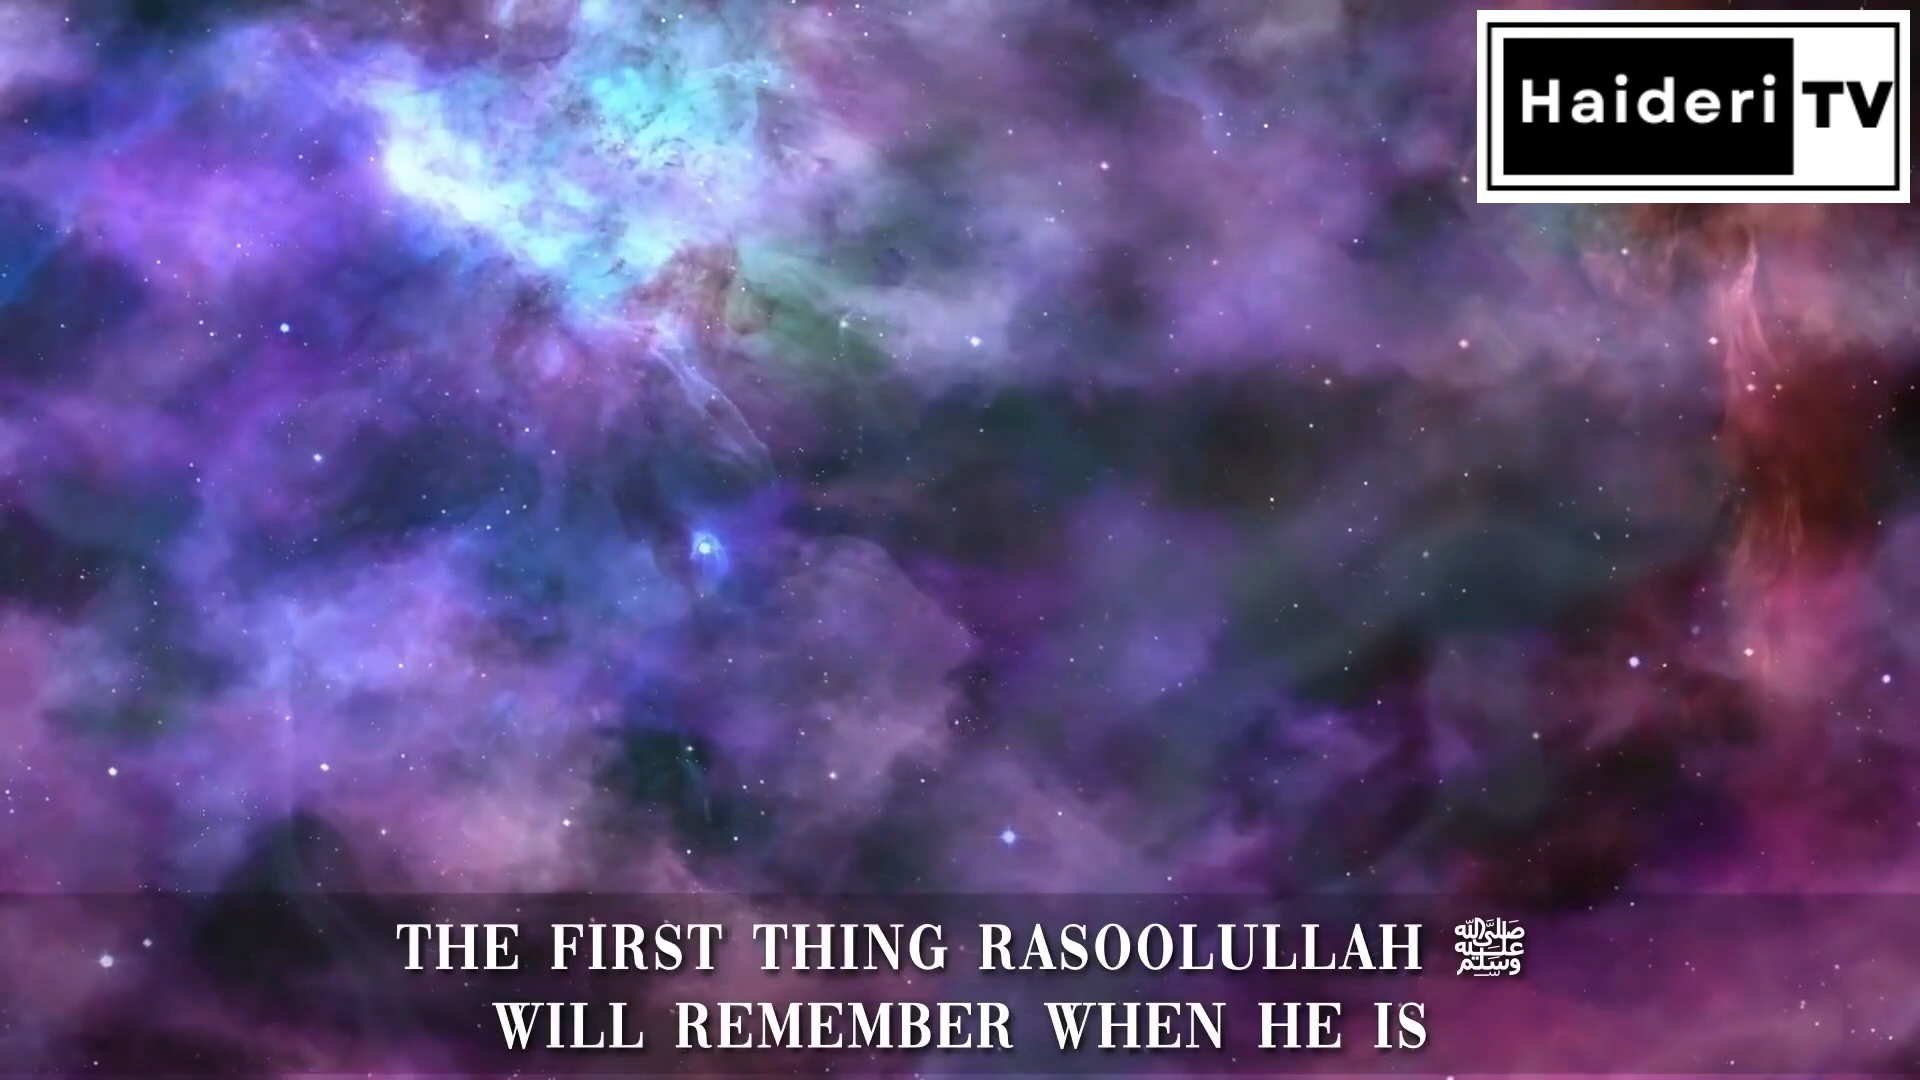 Haideri TV
THE FIRST THING RASOOLULLAH ﷺ
WILL REMEMBER WHEN HE IS